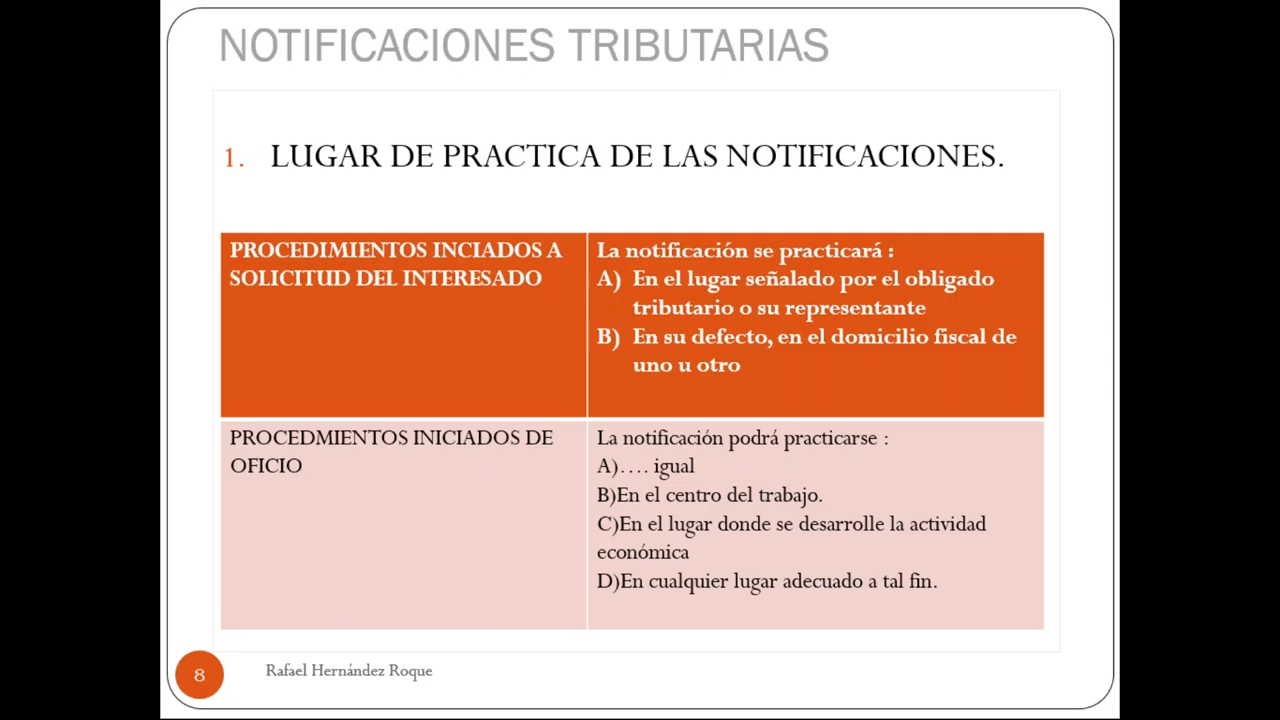 NOTIFICACIONES TRIBUTARIAS
1. LUGAR DE PRACTICA DE LAS NOTIFICACIONES.
PROCEDIMIENTOS INCIADOS A
SOLICITUD DEL INTERESADO
La notificación se practicará :
A) En el lugar señalado por el obligado
tributario o su representante
B) En su defecto, en el domicilio fiscal de
uno u otro
PROCEDMIENTOS INICIADOS DE
OFICIO
La notificación podrá practicarse :
A)…. igual
B)En el centro del trabajo.
C)En el lugar donde se desarrolle la actividad
económica
D)En cualquier lugar adecuado a tal fin.
8
Rafael Hernández Roque